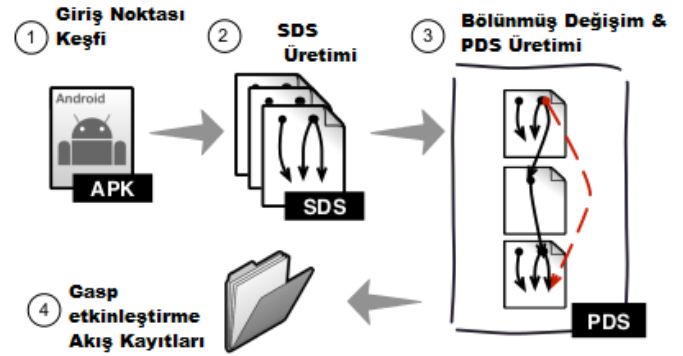 1
Giriş Noktası
Keşfi
2
SDS
Üretimi
3
Bölünmüş Değişim &
PDS Üretimi
Android
APK
SDS
PDS
4
Gasp
etkinleştirme
Akış Kayıtları